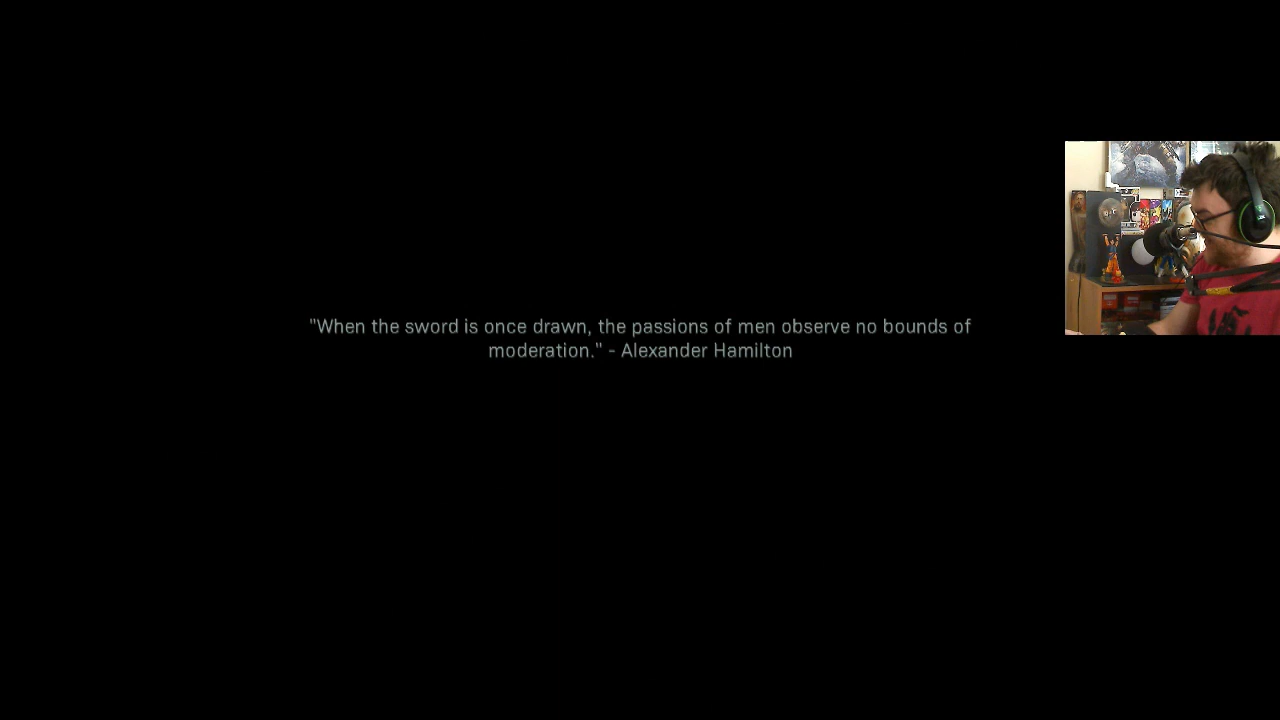 "When the sword is once drawn, the passions of men observe no bounds of
moderation." - Alexander Hamilton